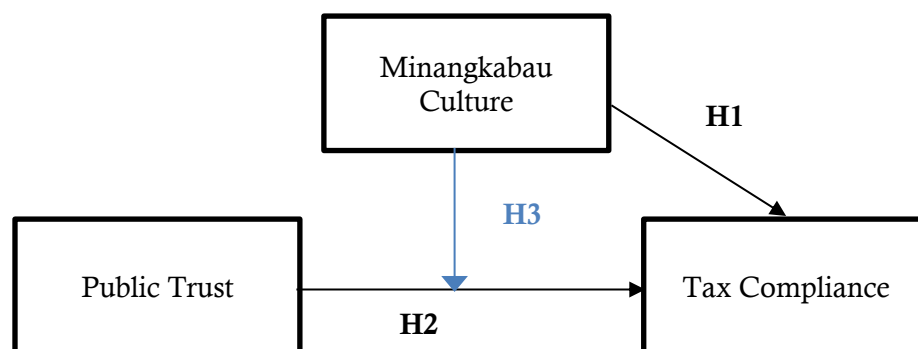 Minangkabau
Culture
H1
H3
Public Trust
Tax Compliance
H2